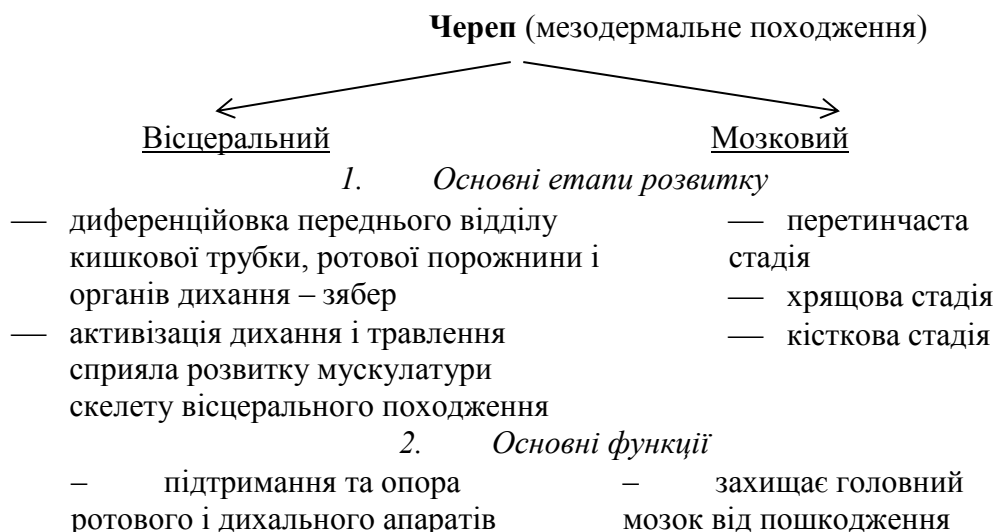 Череп (мезодермальне походження)
Вісцеральний
Мозковий
1. Основні етапи розвитку
— диференційовка переднього відділу
кишкової трубки, ротової порожнини і
органів дихання – зябер
— активізація дихання і травлення
сприяла розвитку мускулатури
скелету вісцерального походження
— перетинчаста
стадія
— хрящова стадія
— кісткова стадія
2. Основні функції
– підтримання та опора
ротового і дихального апаратів
– захищає головний
мозок від пошкодження